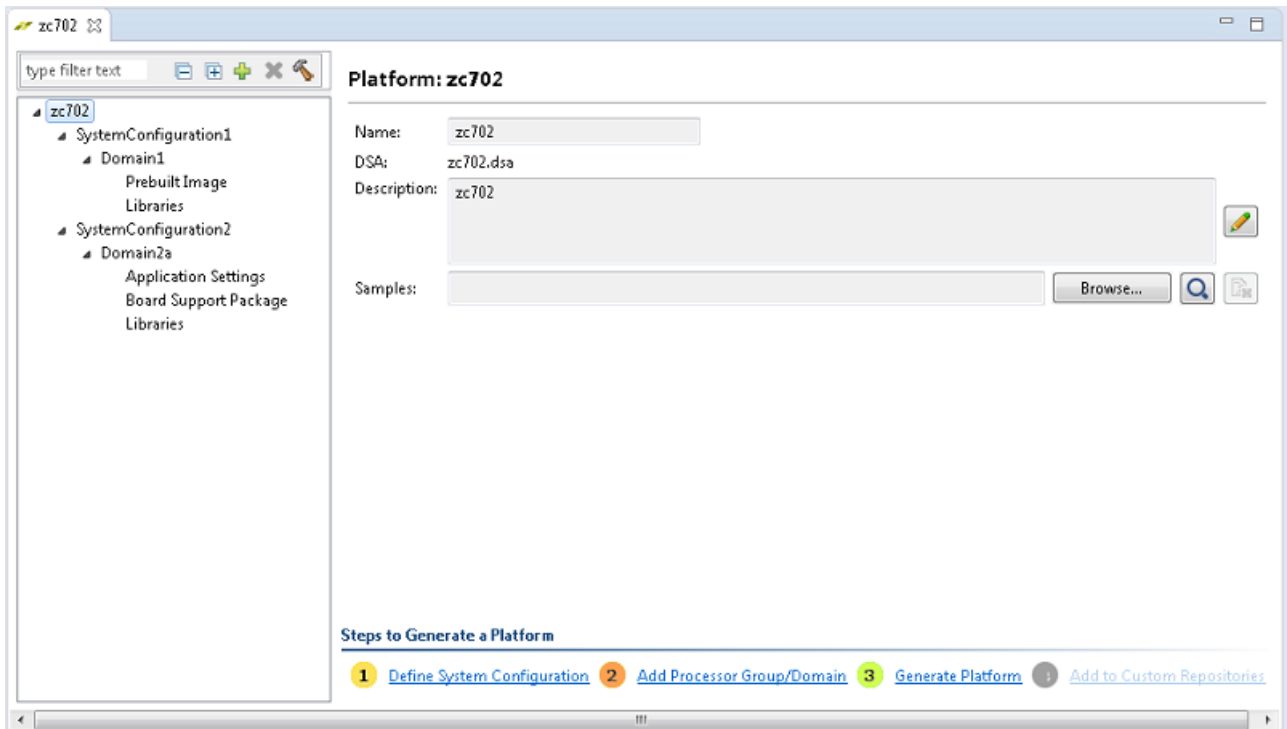 zc702
type filter text
zc702
SystemConfiguration1
Domain1
Prebuilt Image
Libraries
SystemConfiguration2
Domain2a
Application Settings
Board Support Package
Libraries
Platform: zc702
Name: zc702
DSA: zc702.dsa
Description: zc702
Samples: Browse...
Steps to Generate a Platform
1 Define System Configuration 2 Add Processor Group/Domain 3 Generate Platform Add to Custom Repositories